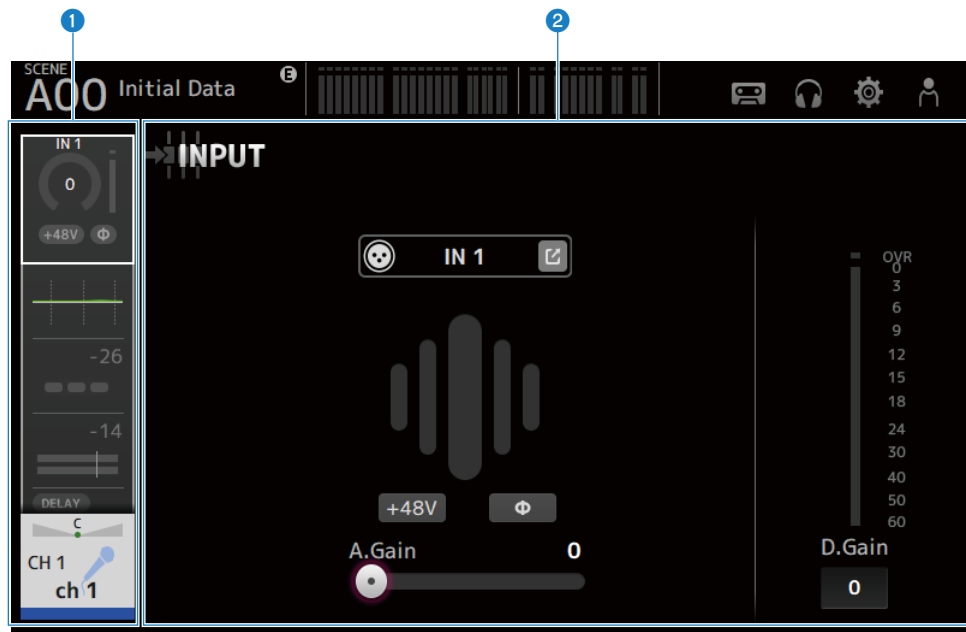 1
2
SCENE
A00 Initial Data E
IN 1
0
+48V Φ
-26
-14
DELAY
C
CH 1
ch 1
INPUT
IN 1
+48V Φ
A.Gain 0
OVR
0
3
6
9
12
15
18
24
30
40
50
60
D.Gain
0